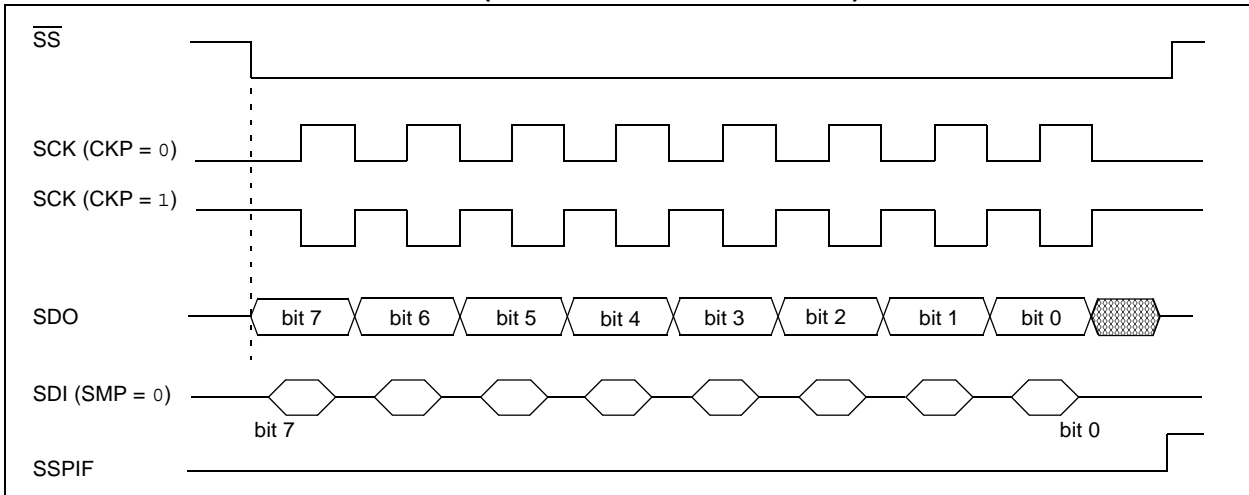 SS
SCK (CKP = 0)
SCK (CKP = 1)
SDO
bit 7 bit 6 bit 5 bit 4 bit 3 bit 2 bit 1 bit 0
SDI (SMP = 0)
bit 7 bit 0
SSPIF